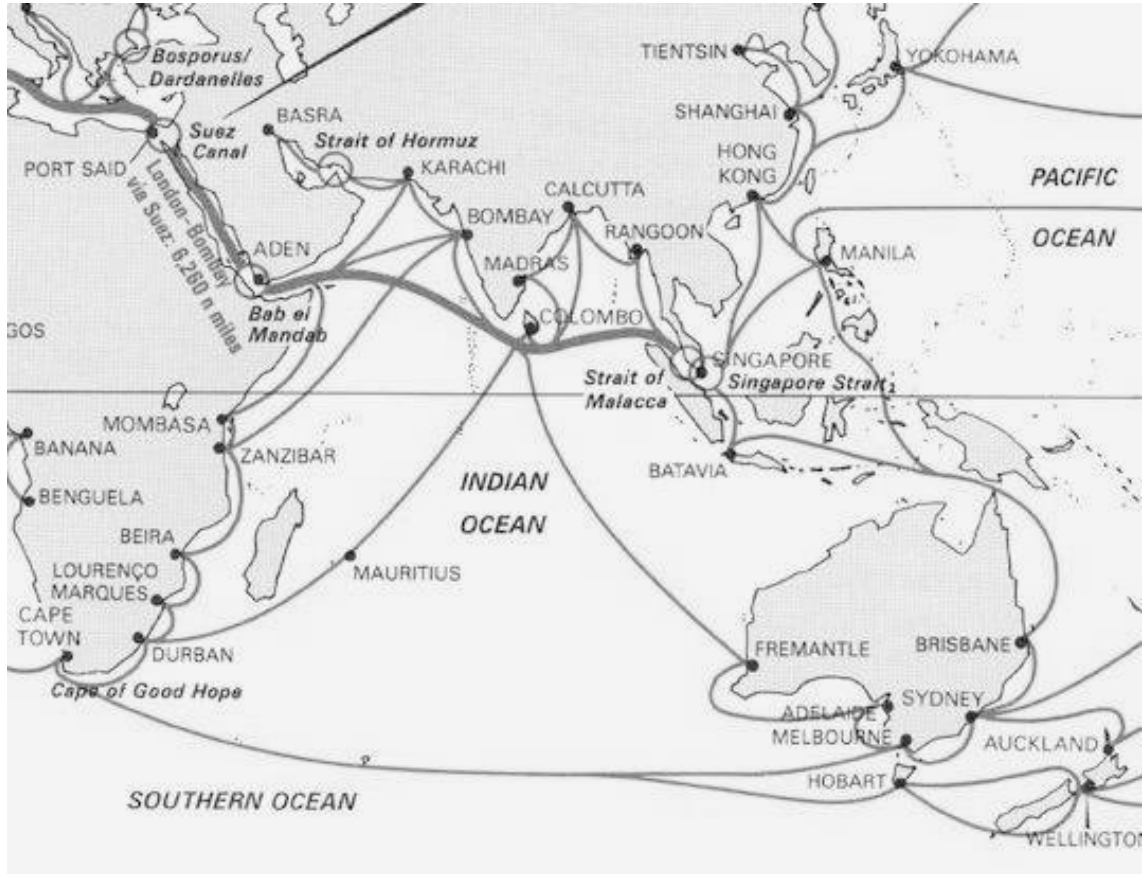 Bosporus/
Dardanelles
TIENTSIN
YOKOHAMA
SHANGHAI
BASRA
Suez
Canal
Strait of Hormuz
PORT SAID
KARACHI
HONG
KONG
PACIFIC
OCEAN
London–Bombay
via Suez: 6,260 n miles
CALCUTTA
BOMBAY
RANGOON
ADEN
MADRAS
MANILA
Bab el
Mandab
COLOMBO
GOS
SINGAPORE
Strait of
Malacca
Singapore Strait
MOMBASA
BANANA
ZANZIBAR
BATAVIA
INDIAN
OCEAN
BENGUELA
BEIRA
LOURENÇO
MARQUES
MAURITIUS
CAPE
TOWN
DURBAN
FREMANTLE
BRISBANE
Cape of Good Hope
SYDNEY
ADELAIDE
MELBOURNE
AUCKLAND
HOBART
SOUTHERN OCEAN
WELLINGTON